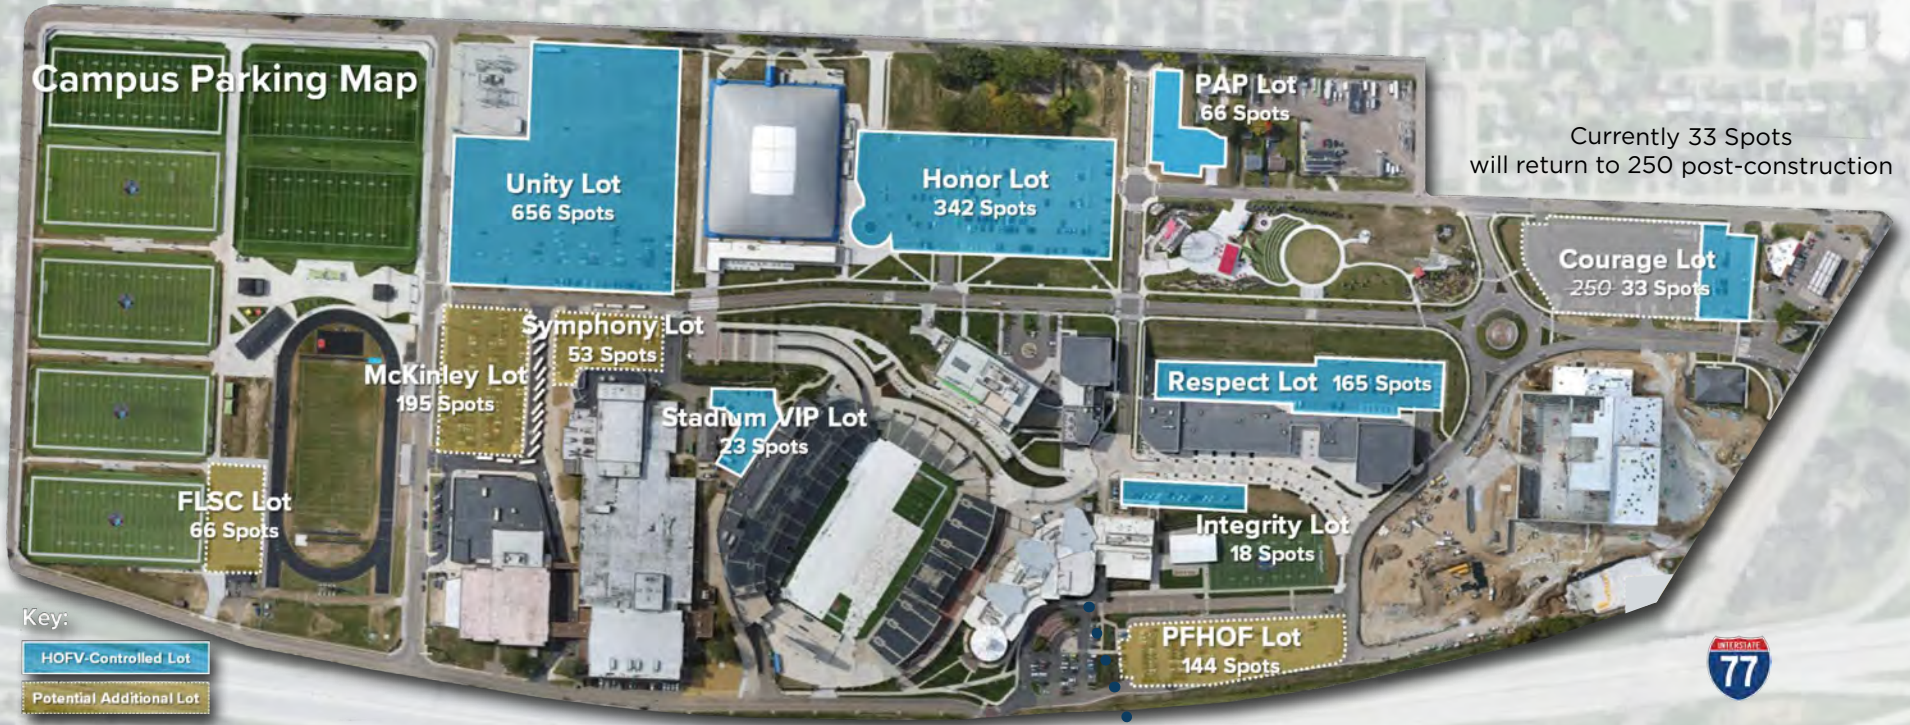 Campus Parking Map
PAP Lot
66 Spots
Currently 33 Spots
will return to 250 post-construction
Unity Lot
656 Spots
Honor Lot
342 Spots
Courage Lot
250 33 Spots
Symphony Lot
53 Spots
McKinley Lot
195 Spots
Respect Lot 165 Spots
Stadium VIP Lot
23 Spots
FLSC Lot
66 Spots
Integrity Lot
18 Spots
PFHOF Lot
144 Spots
Key:
HOFV-Controlled Lot
Potential Additional Lot
INTERSTATE
77